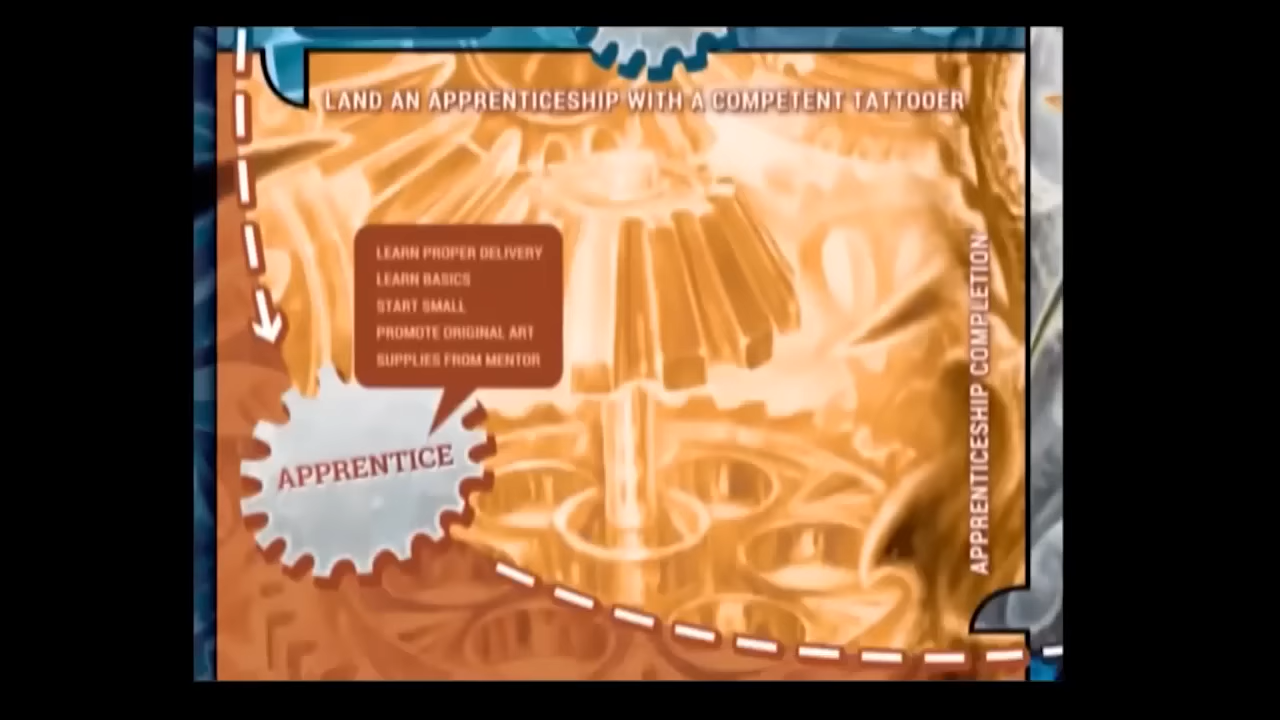 LAND AN APPRENTICESHIP WITH A COMPETENT TATTOOER
LEARN PROPER DELIVERY
LEARN BASICS
START SMALL
PROMOTE ORIGINAL ART
SUPPLIES FROM MENTOR
APPRENTICE
APPRENTICESHIP COMPLETION